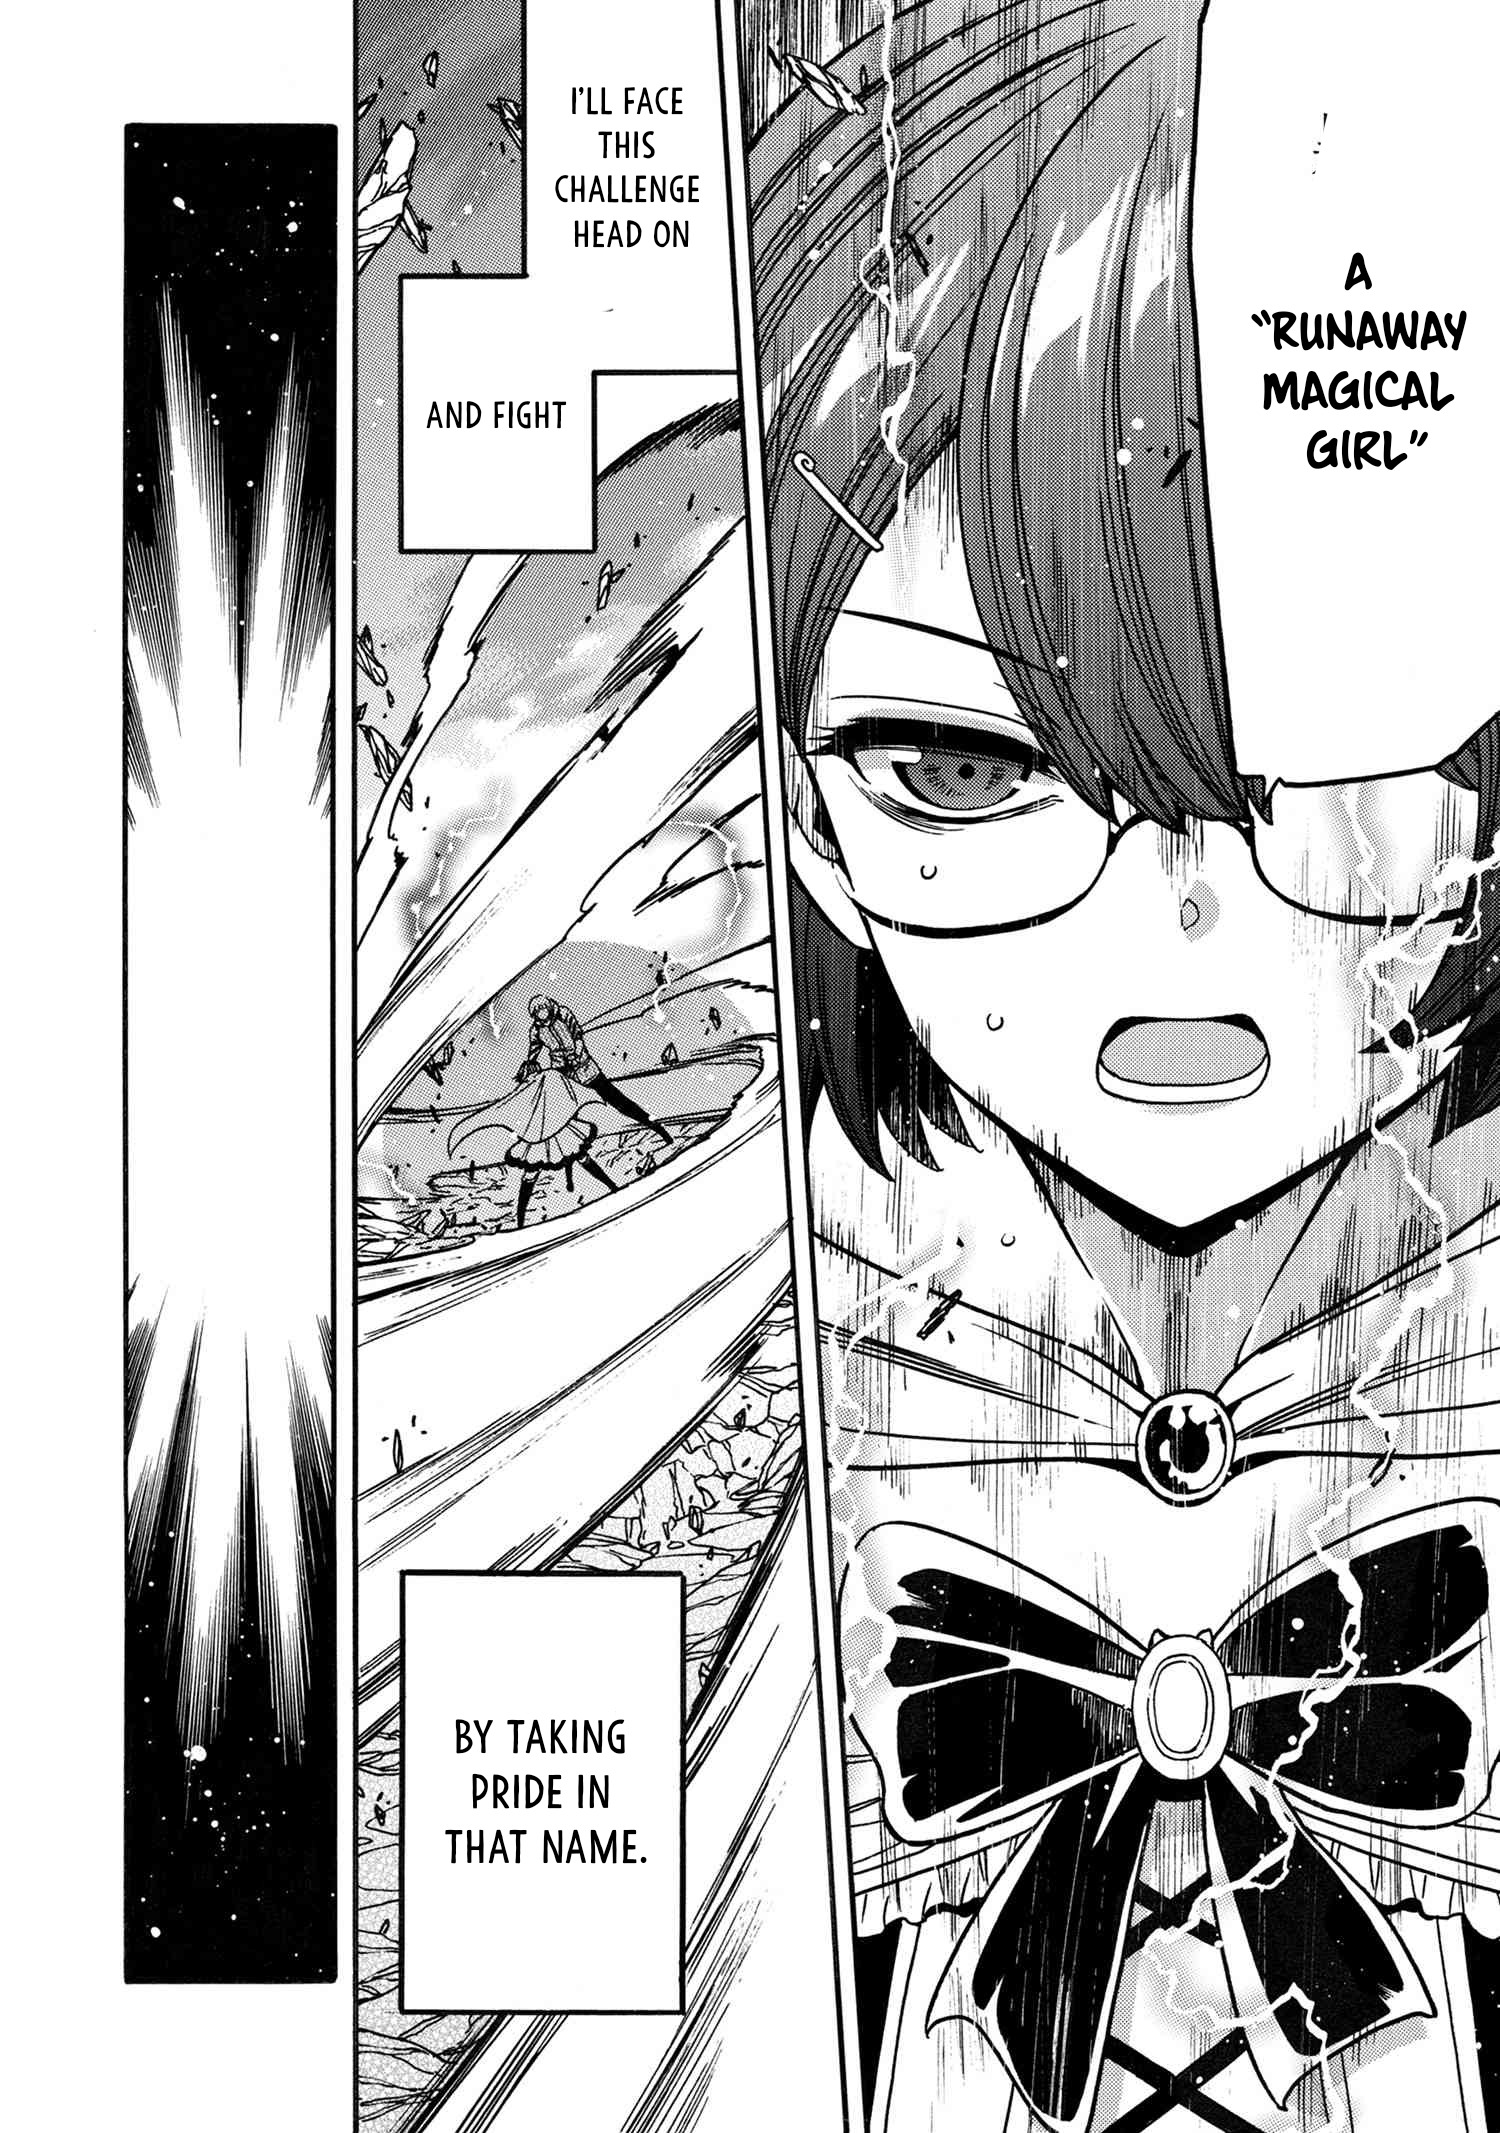 A
"RUNAWAY
MAGICAL
GIRL"
I'LL FACE
THIS
CHALLENGE
HEAD ON
AND FIGHT
BY TAKING
PRIDE IN
THAT NAME.